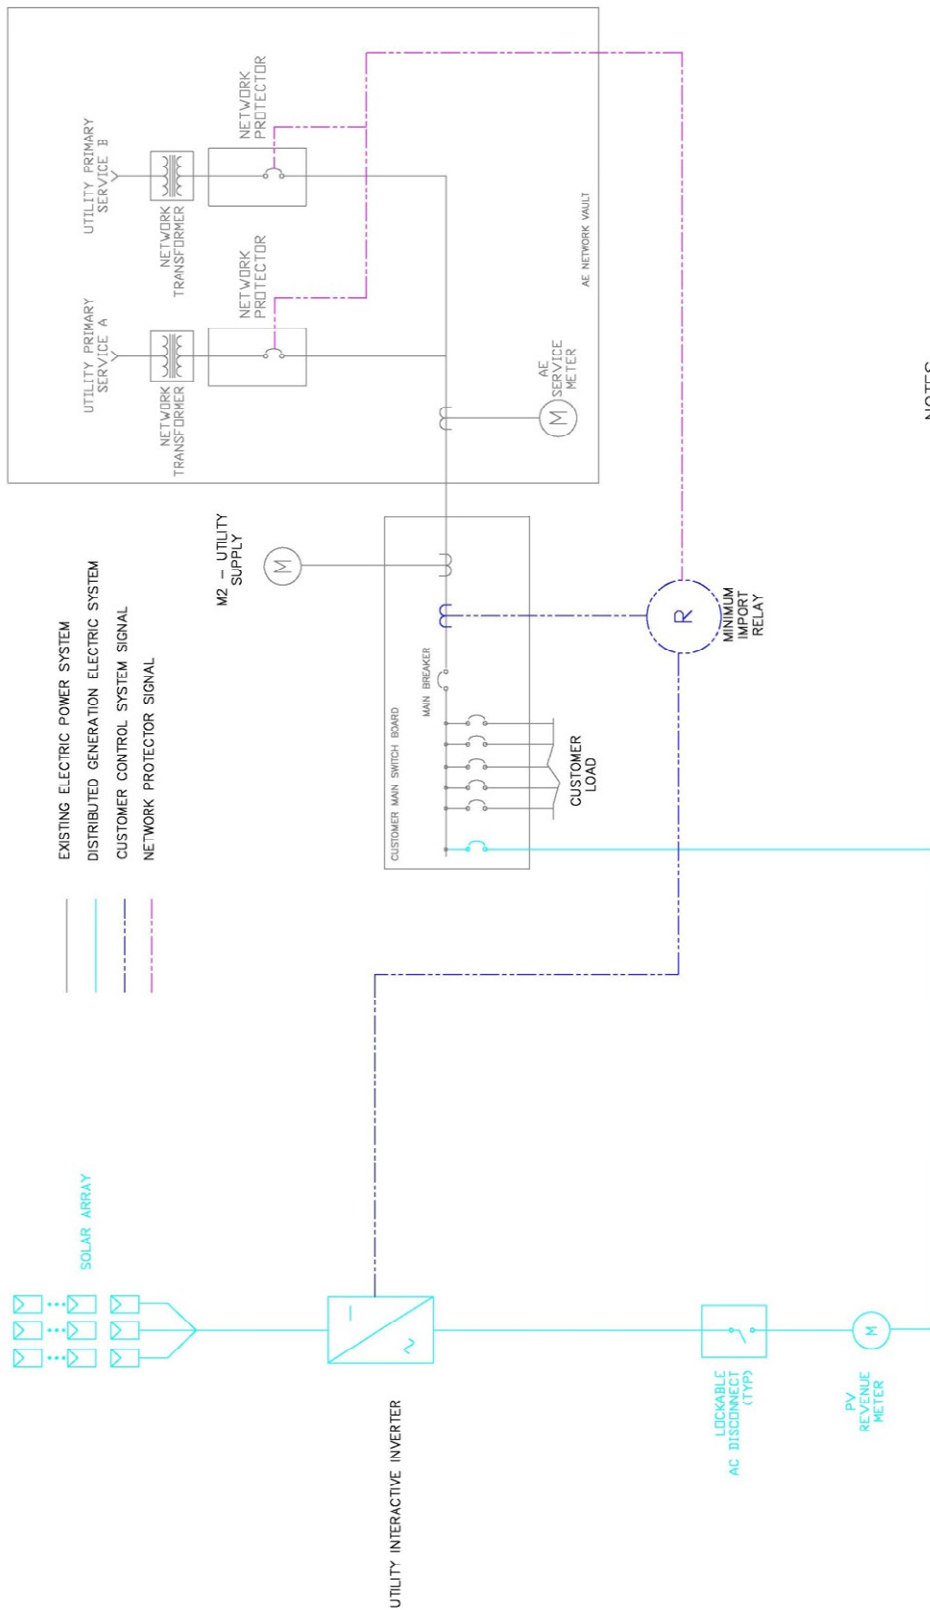 UTILITY PRIMARY
SERVICE A
UTILITY PRIMARY
SERVICE B
NETWORK
TRANSFORMER
NETWORK
TRANSFORMER
NETWORK
PROTECTOR
NETWORK
PROTECTOR
AE
SERVICE
METER
M
AE NETWORK VAULT
EXISTING ELECTRIC POWER SYSTEM
DISTRIBUTED GENERATION ELECTRIC SYSTEM
CUSTOMER CONTROL SYSTEM SIGNAL
NETWORK PROTECTOR SIGNAL
M2 - UTILITY
SUPPLY
M
CUSTOMER MAIN SWITCH BOARD
MAIN BREAKER
CUSTOMER
LOAD
R
MINIMUM
IMPORT
RELAY
SOLAR ARRAY
UTILITY INTERACTIVE INVERTER
LOCKABLE
AC DISCONNECT
(TYP)
M
PV
REVENUE
METER
NOTES